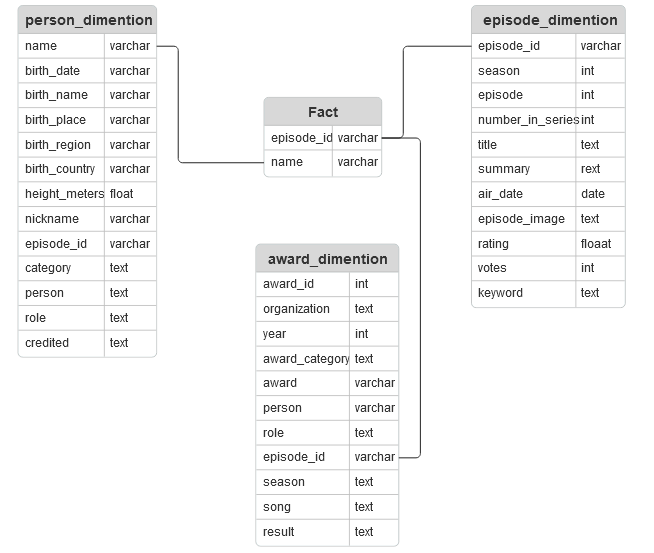 person_dimention
name varchar
birth_date varchar
birth_name varchar
birth_place varchar
birth_region varchar
birth_country varchar
height_meters float
nickname varchar
episode_id varchar
category text
person text
role text
credited text
Fact
episode_id varchar
name varchar
award_dimention
award_id int
organization text
year int
award_category text
award varchar
person varchar
role text
episode_id varchar
season text
song text
result text
episode_dimention
episode_id varchar
season int
episode int
number_in_series int
title text
summary rext
air_date date
episode_image text
rating floaat
votes int
keyword text